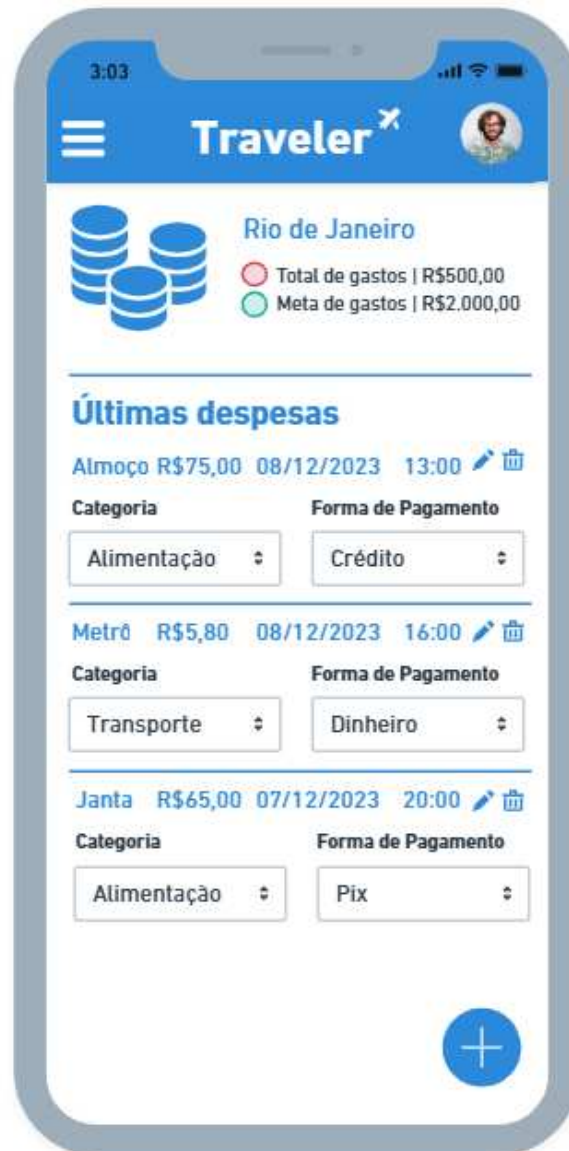 3:03
Traveler
Rio de Janeiro
Total de gastos | R$500,00
Meta de gastos | R$2.000,00
Últimas despesas
Almoço R$75,00 08/12/2023 13:00
Categoria Forma de Pagamento
Alimentação Crédito
Metrô R$5,80 08/12/2023 16:00
Categoria Forma de Pagamento
Transporte Dinheiro
Janta R$65,00 07/12/2023 20:00
Categoria Forma de Pagamento
Alimentação Pix